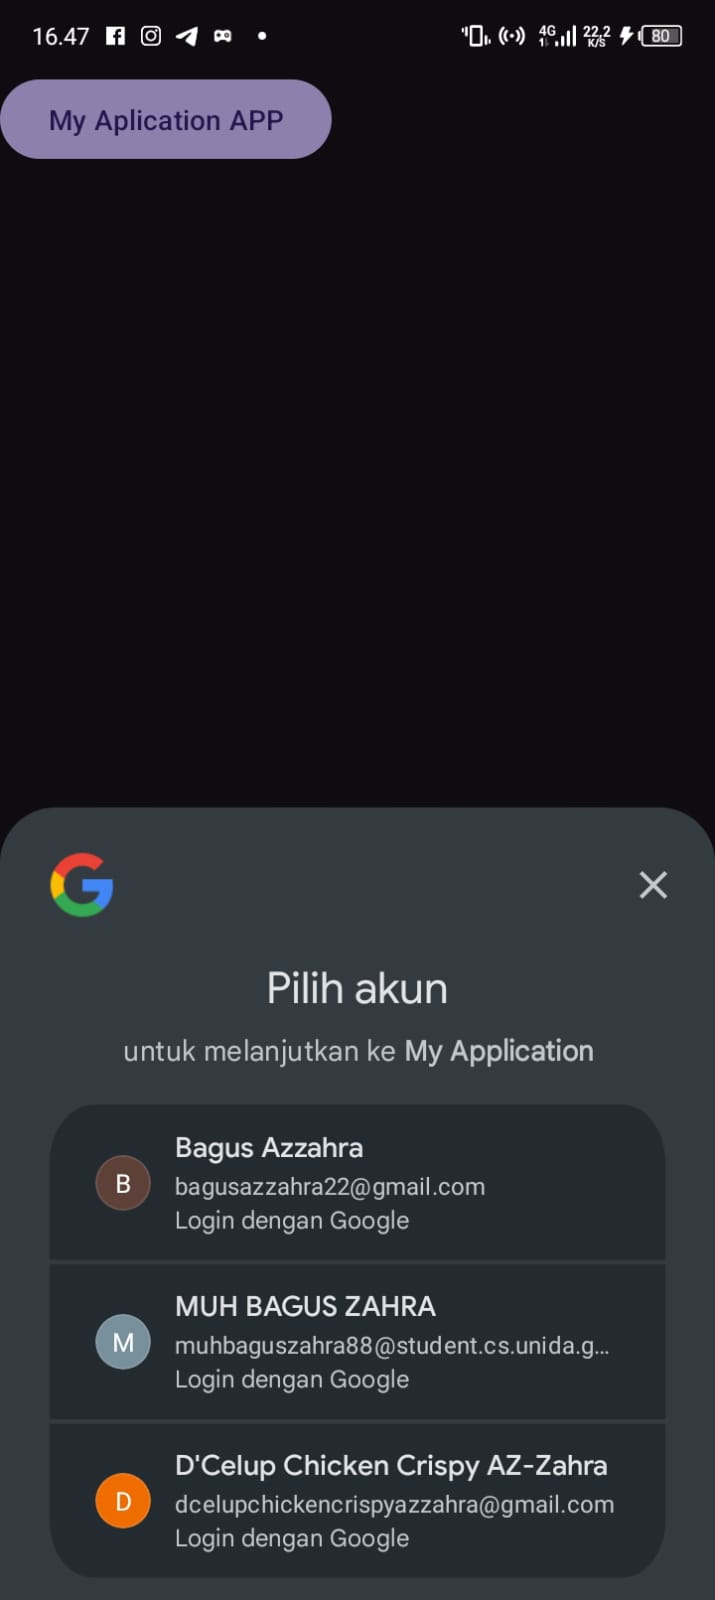 16.47
4G 22,2 K/S 80
My Aplication APP
Pilih akun
untuk melanjutkan ke My Application
B
Bagus Azzahra
bagusazzahra22@gmail.com
Login dengan Google
M
MUH BAGUS ZAHRA
muhbaguszahra88@student.cs.unida.g...
Login dengan Google
D
D'Celup Chicken Crispy AZ-Zahra
dcelupchickencrispyazzahra@gmail.com
Login dengan Google